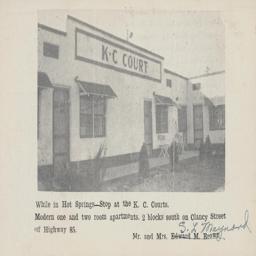 K-C COURT
While in Hot Springs—Stop at the K. C. Courts.
Modern one and two room apartments. 2 blocks south on Clancy Street
off Highway 85.
S. L. Maynard
Mr. and Mrs. Edward M.